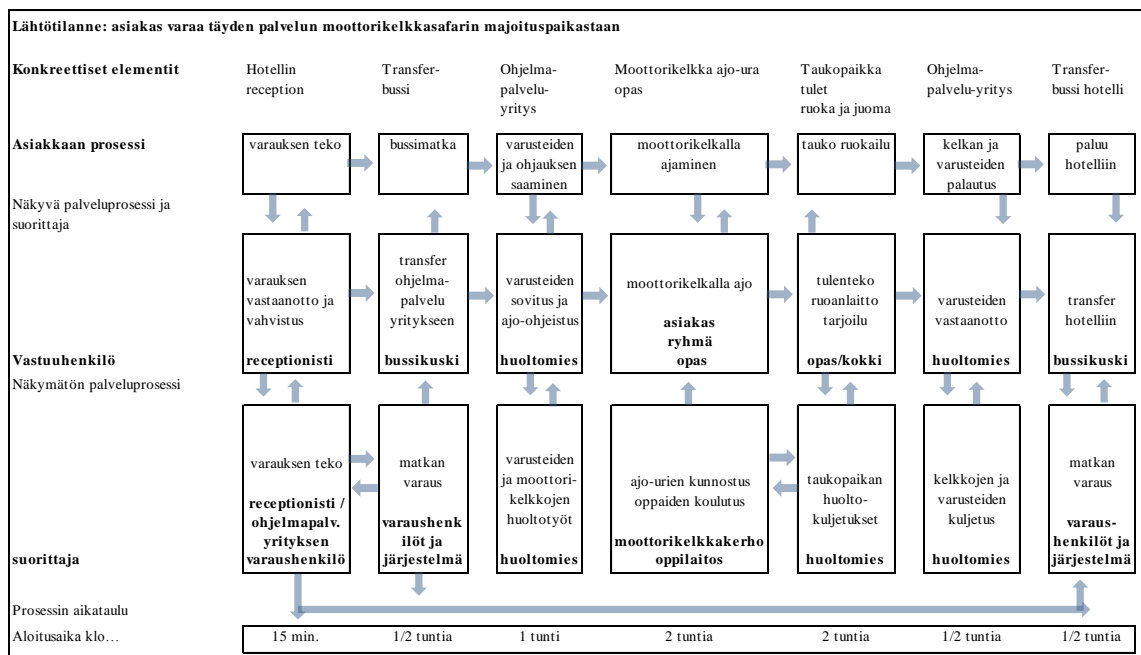 Lähtötilanne: asiakas varaa täyden palvelun moottorikelkkasafarin majoituspaikastaan
Konkreettiset elementit
Hotellin
reception
Transfer-
bussi
Ohjelma-
palvelu-
yritys
Moottorikelkka ajo-ura
opas
Taukopaikka
tulet
ruoka ja juoma
Ohjelma-
palvelu-yritys
Transfer-
bussi hotelli
Asiakkaan prosessi
varauksen teko
bussimatka
varusteiden
ja ohjauksen
saaminen
moottorikelkalla
ajaminen
tauko ruokailu
kelkan ja
varusteiden
palautus
paluu
hotelliin
Näkyvä palveluprosessi ja
suorittaja
varauksen
vastaanotto ja
vahvistus
receptionisti
transfer
ohjelma-
palvelu
yritykseen
bussikuski
varusteiden
sovitus ja
ajo-ohjeistus
huoltomies
moottorikelkalla ajo
asiakas
ryhmä
opas
tulenteko
ruoanlaitto
tarjoilu
opas/kokki
varusteiden
vastaanotto
huoltomies
transfer
hotelliin
bussikuski
Vastuuhenkilö
Näkymätön palveluprosessi
varauksen teko
receptionisti /
ohjelmapalv.
yrityksen
varaushenkilö
matkan
varaus
varaushenk
ilöt ja
järjestelmä
varusteiden
ja moottori-
kelkkojen
huoltotyöt
huoltomies
ajo-urien kunnostus
oppaiden koulutus
moottorikelkkakerho
oppilaitos
taukopaikan
huolto-
kuljetukset
huoltomies
kelkkojen ja
varusteiden
kuljetus
huoltomies
matkan
varaus
varaus-
henkilöt ja
järjestelmä
suorittaja
Prosessin aikataulu
Aloitusaika klo…
15 min.
1/2 tuntia
1 tunti
2 tuntia
2 tuntia
1/2 tuntia
1/2 tuntia